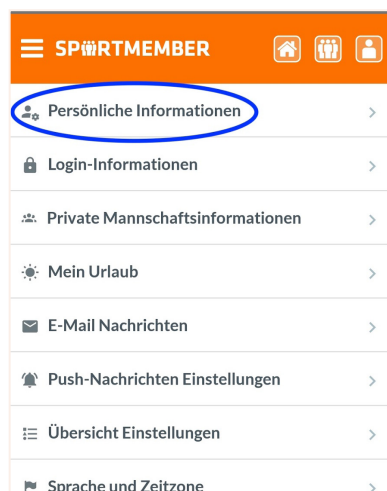 SPORTMEMBER
Persönliche Informationen
Login-Informationen
Private Mannschaftsinformationen
Mein Urlaub
E-Mail Nachrichten
Push-Nachrichten Einstellungen
Übersicht Einstellungen
Sprache und Zeitzone